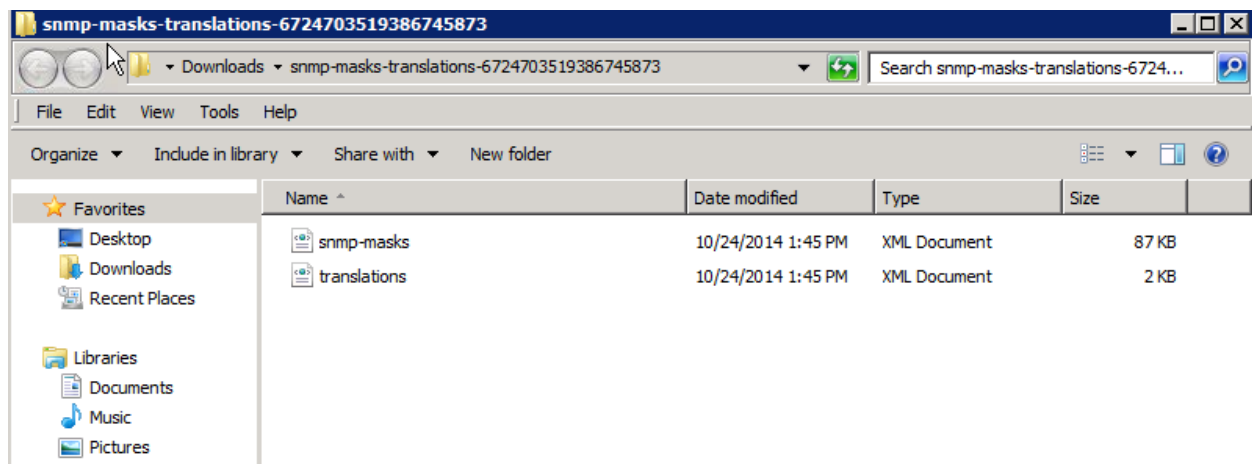 snmp-masks-translations-6724703519386745873
Downloads snmp-masks-translations-6724703519386745873 Search snmp-masks-translations-6724...
File Edit View Tools Help
Organize Include in library Share with New folder
Favorites
Desktop
Downloads
Recent Places
Libraries
Documents
Music
Pictures
Name Date modified Type Size
snmp-masks 10/24/2014 1:45 PM XML Document 87 KB
translations 10/24/2014 1:45 PM XML Document 2 KB